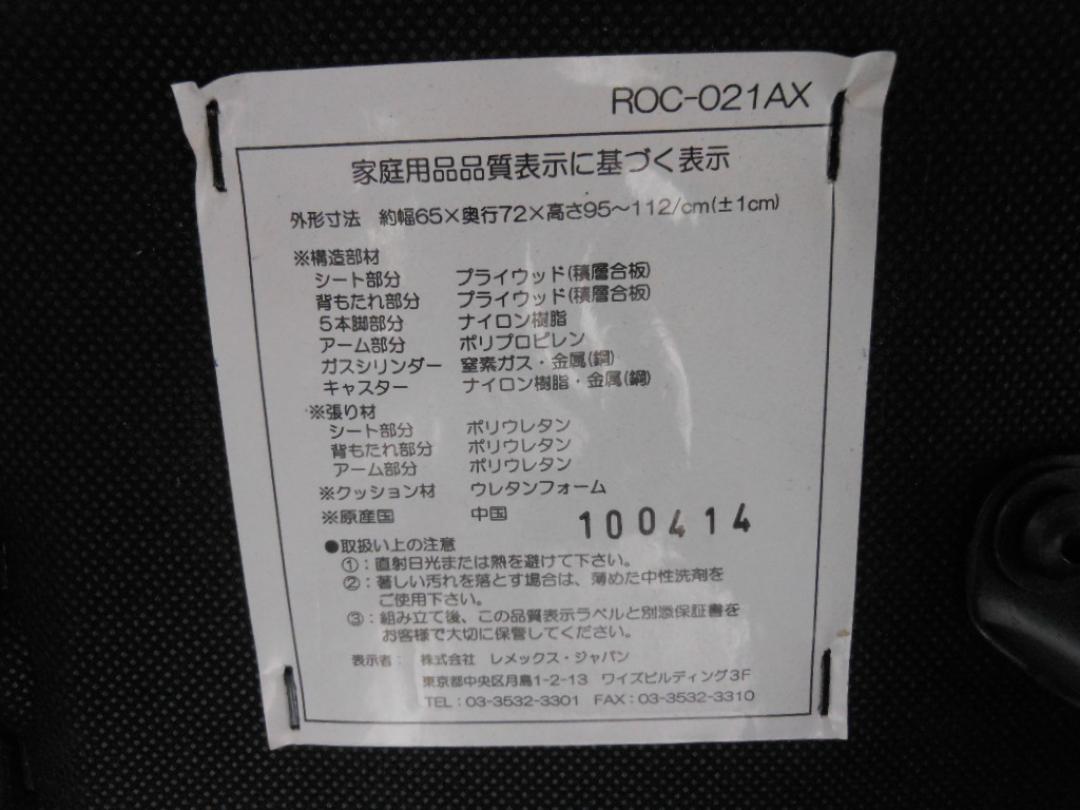 ROC-021AX
家庭用品品質表示に基づく表示
外形寸法 約幅65×奥行72×高さ95～112/cm(±1cm)
※構造部材
シート部分 プライウッド(積層合板)
背もたれ部分 プライウッド(積層合板)
5本脚部分 ナイロン樹脂
アーム部分 ポリプロピレン
ガスシリンダー 窒素ガス・金属(鋼)
キャスター ナイロン樹脂・金属(鋼)
※張り材
シート部分 ポリウレタン
背もたれ部分 ポリウレタン
アーム部分 ポリウレタン
※クッション材 ウレタンフォーム
※原産国 中国 100414
●取扱い上の注意
①：直射日光または熱を避けて下さい。
②：著しい汚れを落とす場合は、薄めた中性洗剤を
ご使用下さい。
③：組み立て後、この品質表示ラベルと別添保証書を
お客様で大切に保管してください。
表示者： 株式会社 レメックス・ジャパン
東京都中央区月島1-2-13 ワイズビルディング3F
TEL：03-3532-3301 FAX：03-3532-3310